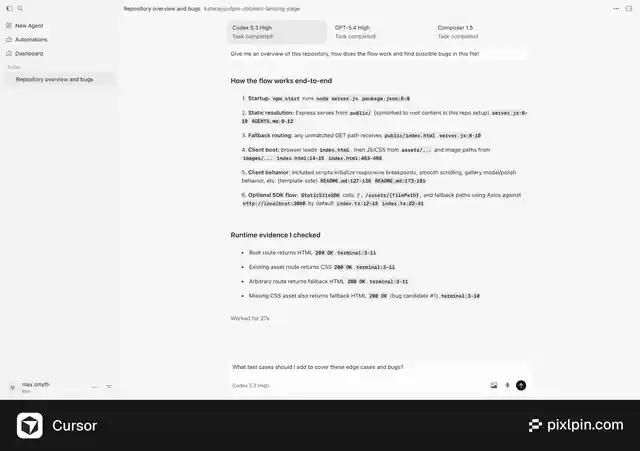 Repository overview and bugs
New Agent
Automations
Dashboard
Repository overview and bugs
Codex 5.3 High
Task completed
GPT-5.4 High
Task completed
Composer 1.5
Task completed
Give me an overview of this repository, how does the flow work and find possible bugs in this file!
How the flow works end-to-end
1. Startup: npm start runs node server.js package.json:6-8
2. Static resolution: Express serves from public/ (symlinked to root content in this repo setup). server.js:6-
10 AGENTS.md:9-12
3. Fallback routing: any unmatched GET path receives public/index.html. server.js:8-10
4. Client boot: browser loads index.html, then JS/CSS from assets/... and image paths from
images/... index.html:14-15 index.html:463-466
5. Client behavior: included scripts initialize responsive breakpoints, smooth scrolling, gallery modal/polish
behavior, etc. (template-side). README.md:127-136 README.md:173-181
6. Optional SDK flow: StaticSiteSDK calls /, /assets/{filePath}, and fallback paths using Axios against
http://localhost:3000 by default index.ts:12-15 index.ts:22-41
Runtime evidence I checked
• Root route returns HTML 200 OK. terminal:3-11
• Existing asset route returns CSS 200 OK. terminal:3-11
• Arbitrary route returns fallback HTML 200 OK. terminal:3-11
• Missing CSS asset also returns fallback HTML 200 OK (bug candidate #1). terminal:3-10
Worked for 27s
What test cases should I add to cover these edge cases and bugs?
Codex 5.3 High
max.smyth
Cursor
pixlpin.com